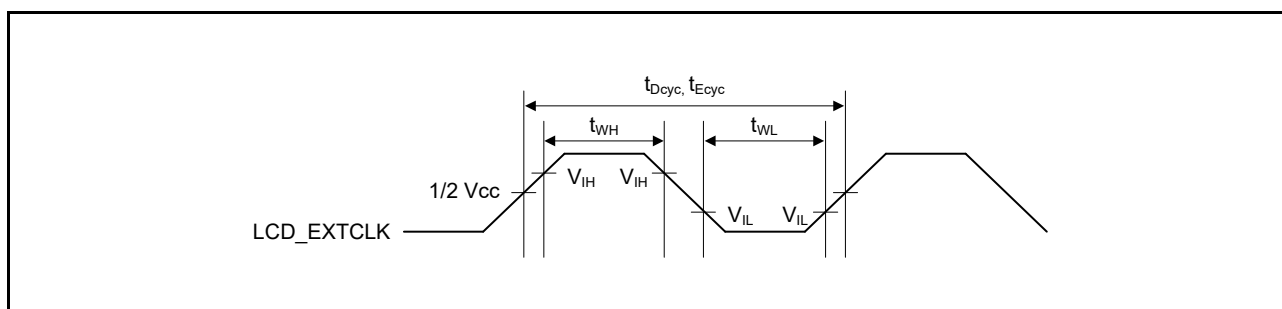 tDcyc, tEcyc
tWH
tWL
VIH
VIH
1/2 Vcc
VIL
VIL
LCD_EXTCLK